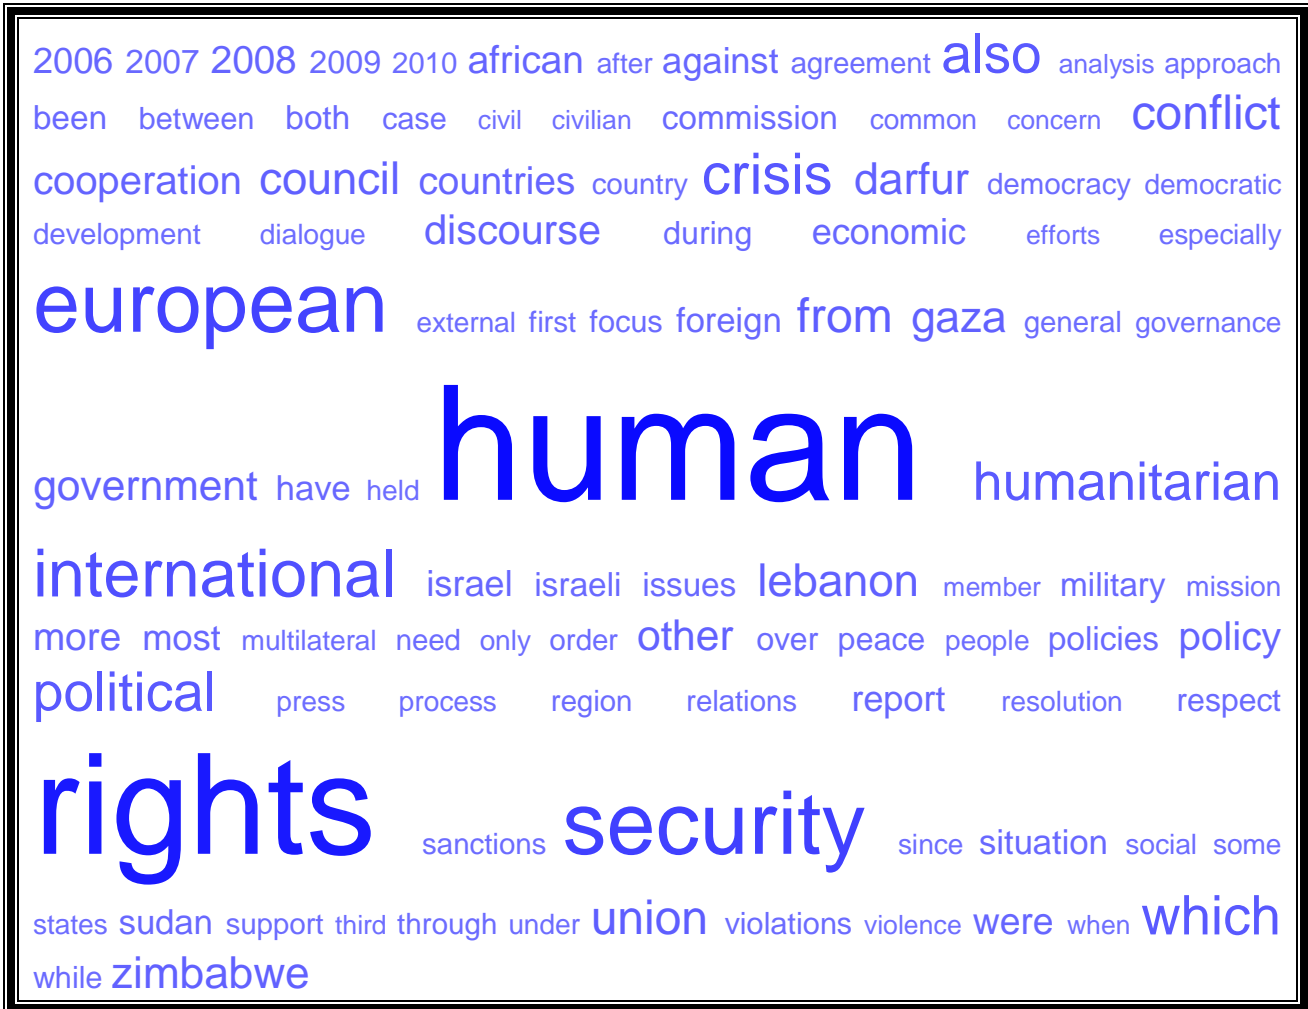 2006 2007 2008 2009 2010 african after against agreement also analysis approach
been between both case civil civilian commission common concern conflict
cooperation council countries country crisis darfur democracy democratic
development dialogue discourse during economic efforts especially
european external first focus foreign from gaza general governance
government have held human humanitarian
international israel israeli issues lebanon member military mission
more most multilateral need only order other over peace people policies policy
political press process region relations report resolution respect
rights sanctions security since situation social some
states sudan support third through under union violations violence were when which
while zimbabwe